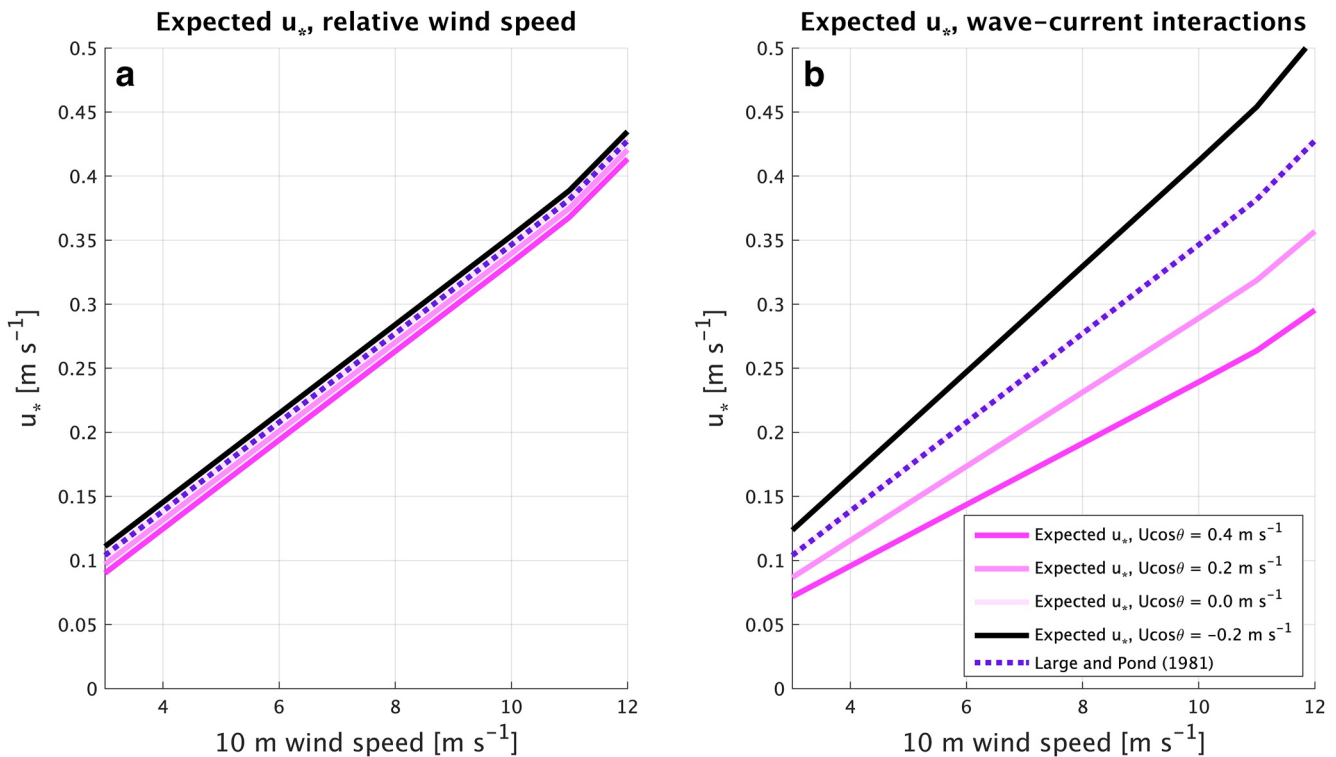 Expected u*, relative wind speed
a
0.5
0.45
0.4
0.35
0.3
0.25
0.2
0.15
0.1
0.05
0
u* [m s−1]
4
6
8
10
12
10 m wind speed [m s−1]
Expected u*, wave−current interactions
b
0.5
0.45
0.4
0.35
0.3
0.25
0.2
0.15
0.1
0.05
0
u* [m s−1]
Expected u*, Ucosθ = 0.4 m s−1
Expected u*, Ucosθ = 0.2 m s−1
Expected u*, Ucosθ = 0.0 m s−1
Expected u*, Ucosθ = −0.2 m s−1
Large and Pond (1981)
4
6
8
10
12
10 m wind speed [m s−1]